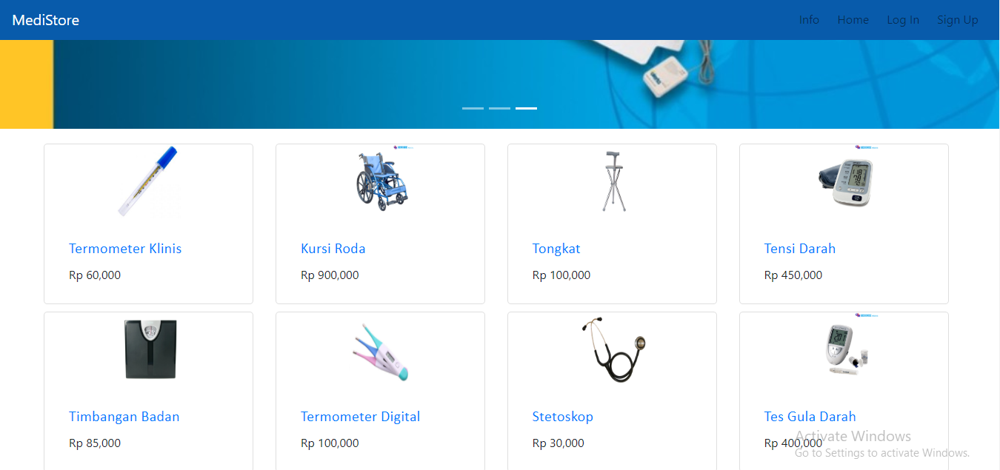 MediStore
Info Home Log In Sign Up
Termometer Klinis
Rp 60,000
Kursi Roda
Rp 900,000
Tongkat
Rp 100,000
Tensi Darah
Rp 450,000
Timbangan Badan
Rp 85,000
Termometer Digital
Rp 100,000
Stetoskop
Rp 30,000
Tes Gula Darah
Rp 400,000
Activate Windows
Go to Settings to activate Windows.